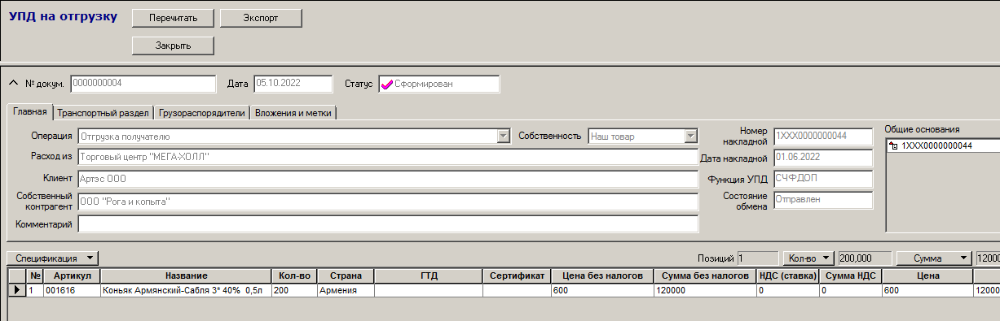 УПД на отгрузку Перечитать Экспорт
Закрыть
№ докум. 0000000004 Дата 05.10.2022 Статус Сформирован
Главная Транспортный раздел Грузораспорядители Вложения и метки
Операция Отгрузка получателю Собственность Наш товар
Расход из Торговый центр "МЕГА-ХОЛЛ"
Клиент Артэс ООО
Собственный
контрагент ООО "Рога и копыта"
Комментарий
Номер
накладной 1XXX0000000044
Дата накладной 01.06.2022
Функция УПД СЧФДОП
Состояние
обмена Отправлен
Общие основания
1XXX0000000044
Спецификация Позиций 1 Кол-во 200,000 Сумма 12000
№ Артикул Название Кол-во Страна ГТД Сертификат Цена без налогов Сумма без налогов НДС (ставка) Сумма НДС Цена
1 001616 Коньяк Армянский-Сабля 3* 40% 0,5л 200 Армения 600 120000 0 0 600 12000